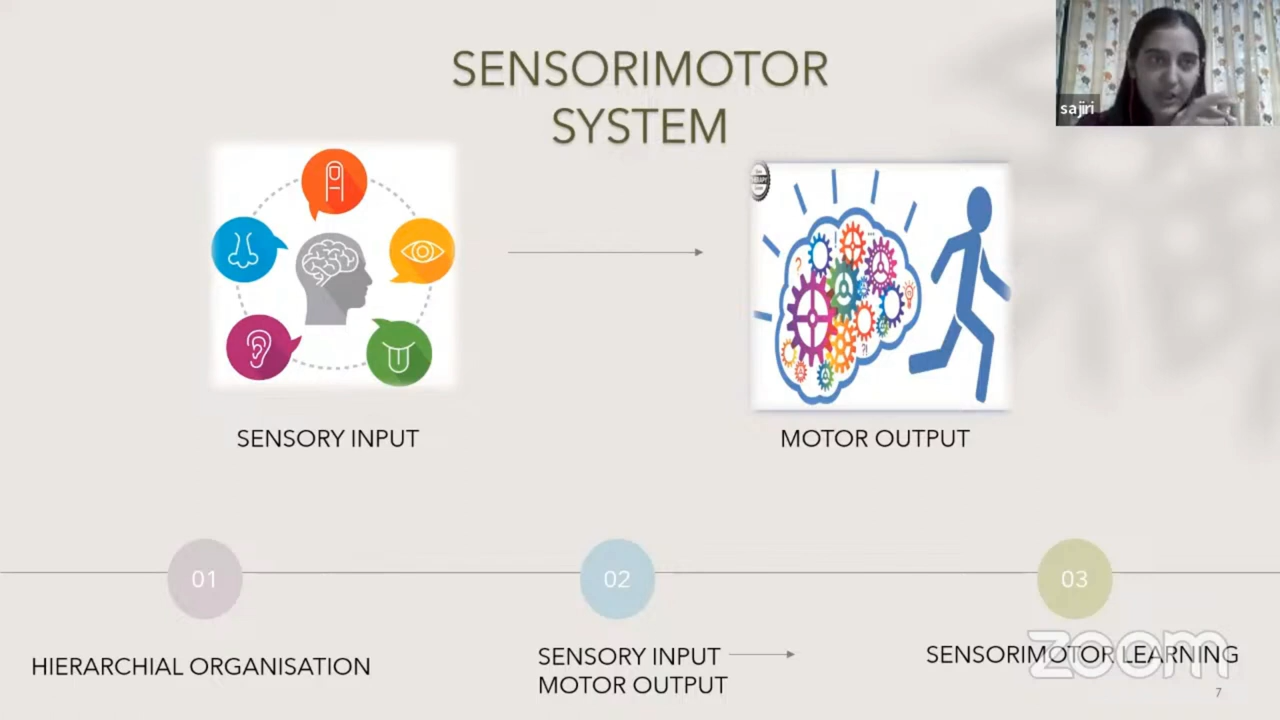 SENSORIMOTOR
SYSTEM
sajiri
SENSORY INPUT
MOTOR OUTPUT
01
02
03
HIERARCHIAL ORGANISATION
SENSORY INPUT
MOTOR OUTPUT
SENSORIMOTOR LEARNING
zoom
7